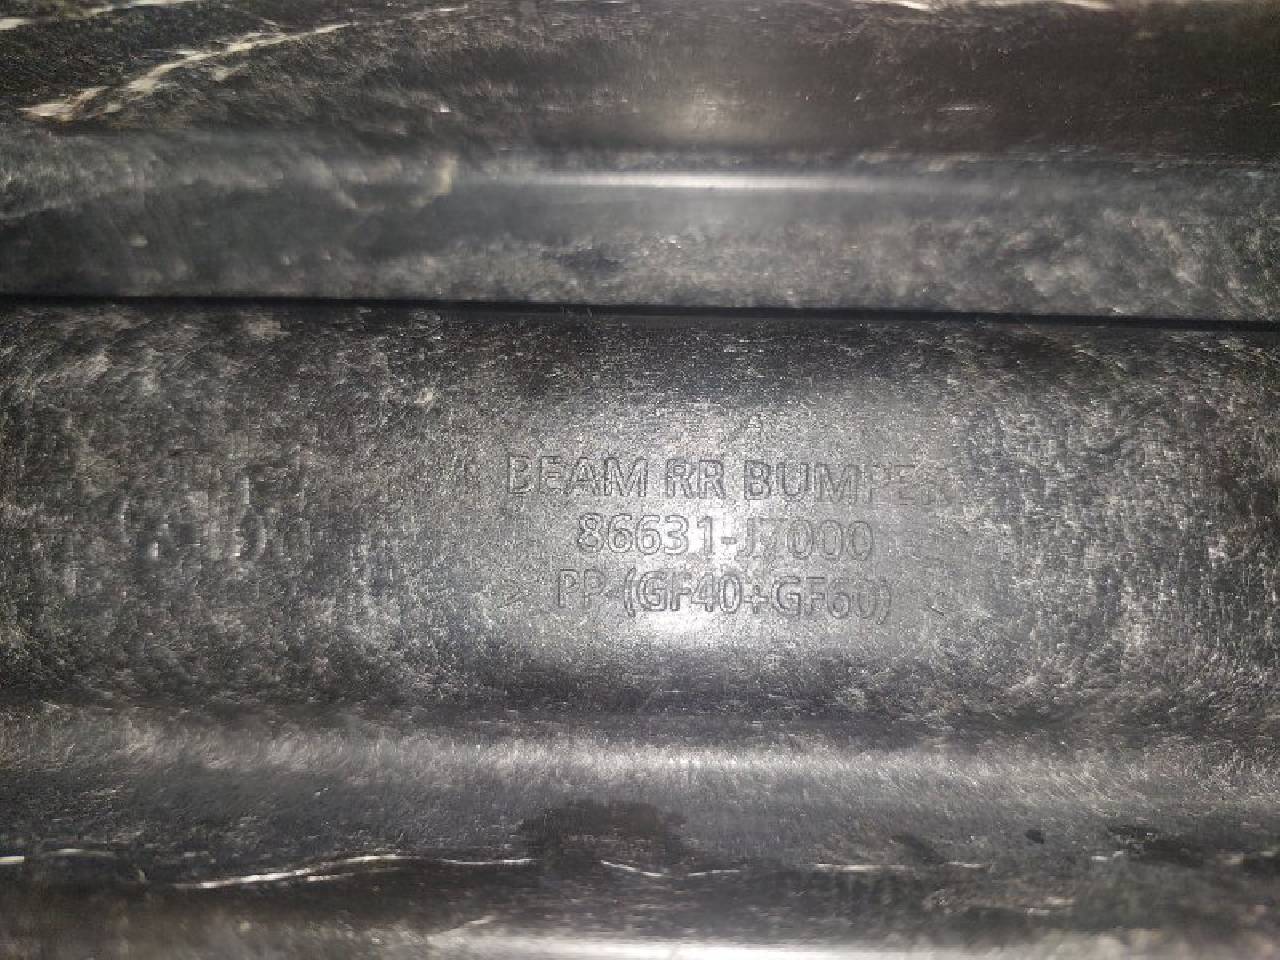 BEAM RR BUMPER
86631-J7000
> PP-(GF40+GF60)